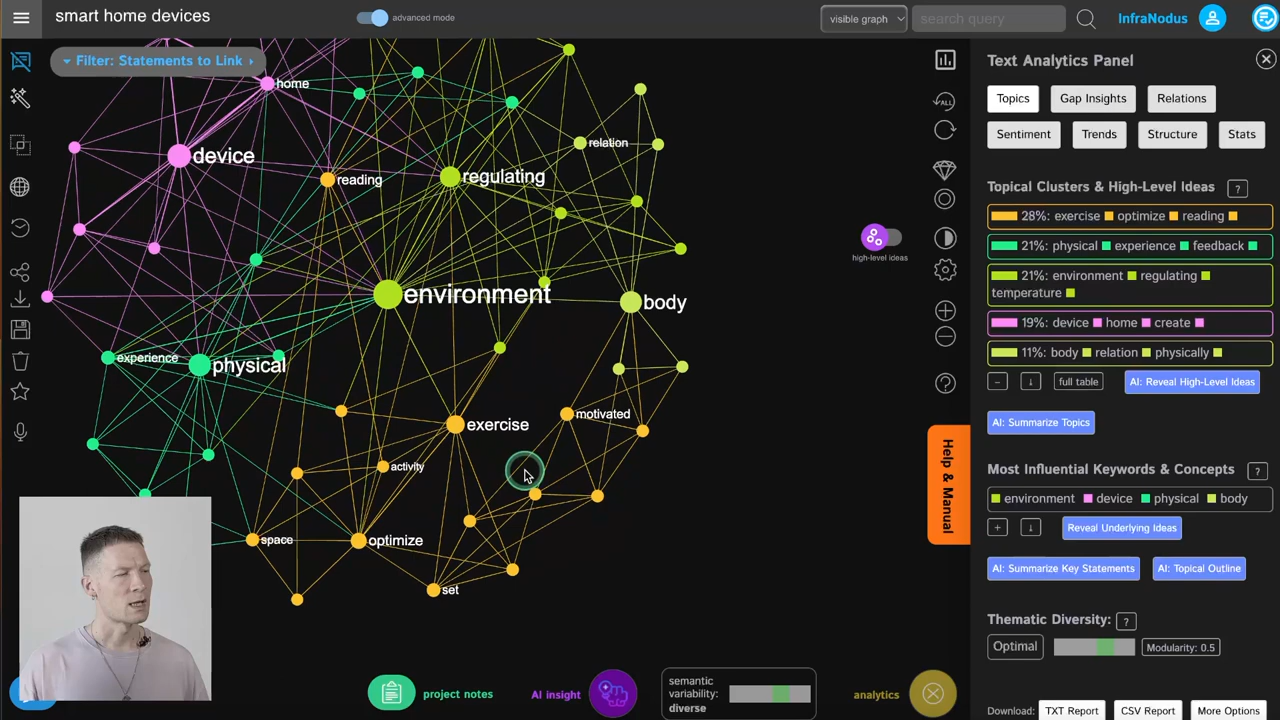 smart home devices
advanced mode
visible graph
search query
InfraNodus
Filter: Statements to Link
home
device
reading
regulating
relation
environment
body
experience
physical
exercise
motivated
activity
space
optimize
set
high-level ideas
Help & Manual
Text Analytics Panel
Topics
Gap Insights
Relations
Sentiment
Trends
Structure
Stats
Topical Clusters & High-Level Ideas ?
28%: exercise optimize reading
21%: physical experience feedback
21%: environment regulating
temperature
19%: device home create
11%: body relation physically
full table
AI: Reveal High-Level Ideas
AI: Summarize Topics
Most Influential Keywords & Concepts ?
environment device physical body
Reveal Underlying Ideas
AI: Summarize Key Statements
AI: Topical Outline
Thematic Diversity: ?
Optimal
Modularity: 0.5
Download:
TXT Report
CSV Report
More Options
project notes
AI insight
semantic
variability:
diverse
analytics